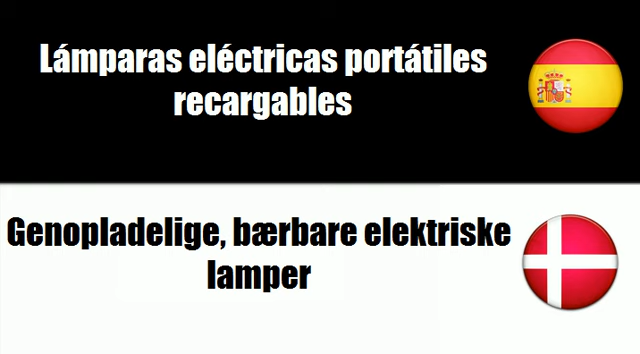 Lámparas eléctricas portátiles
recargables
Genopladelige, bærbare elektriske
lamper